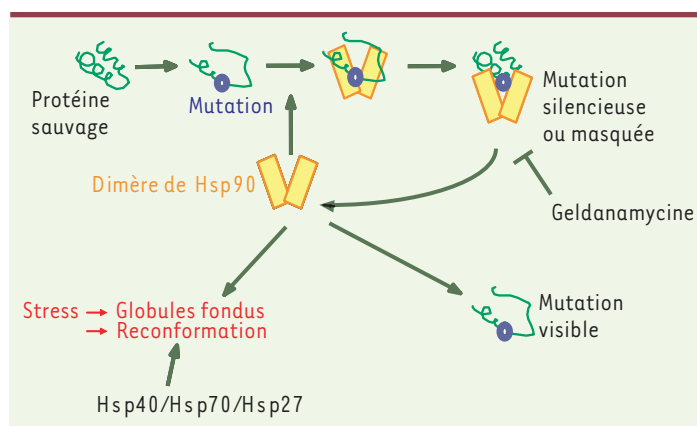 Protéine
sauvage
Mutation
Mutation
silencieuse
ou masquée
Dimère de Hsp90
Geldanamycine
Stress → Globules fondus
→ Reconformation
Mutation
visible
Hsp40/Hsp70/Hsp27